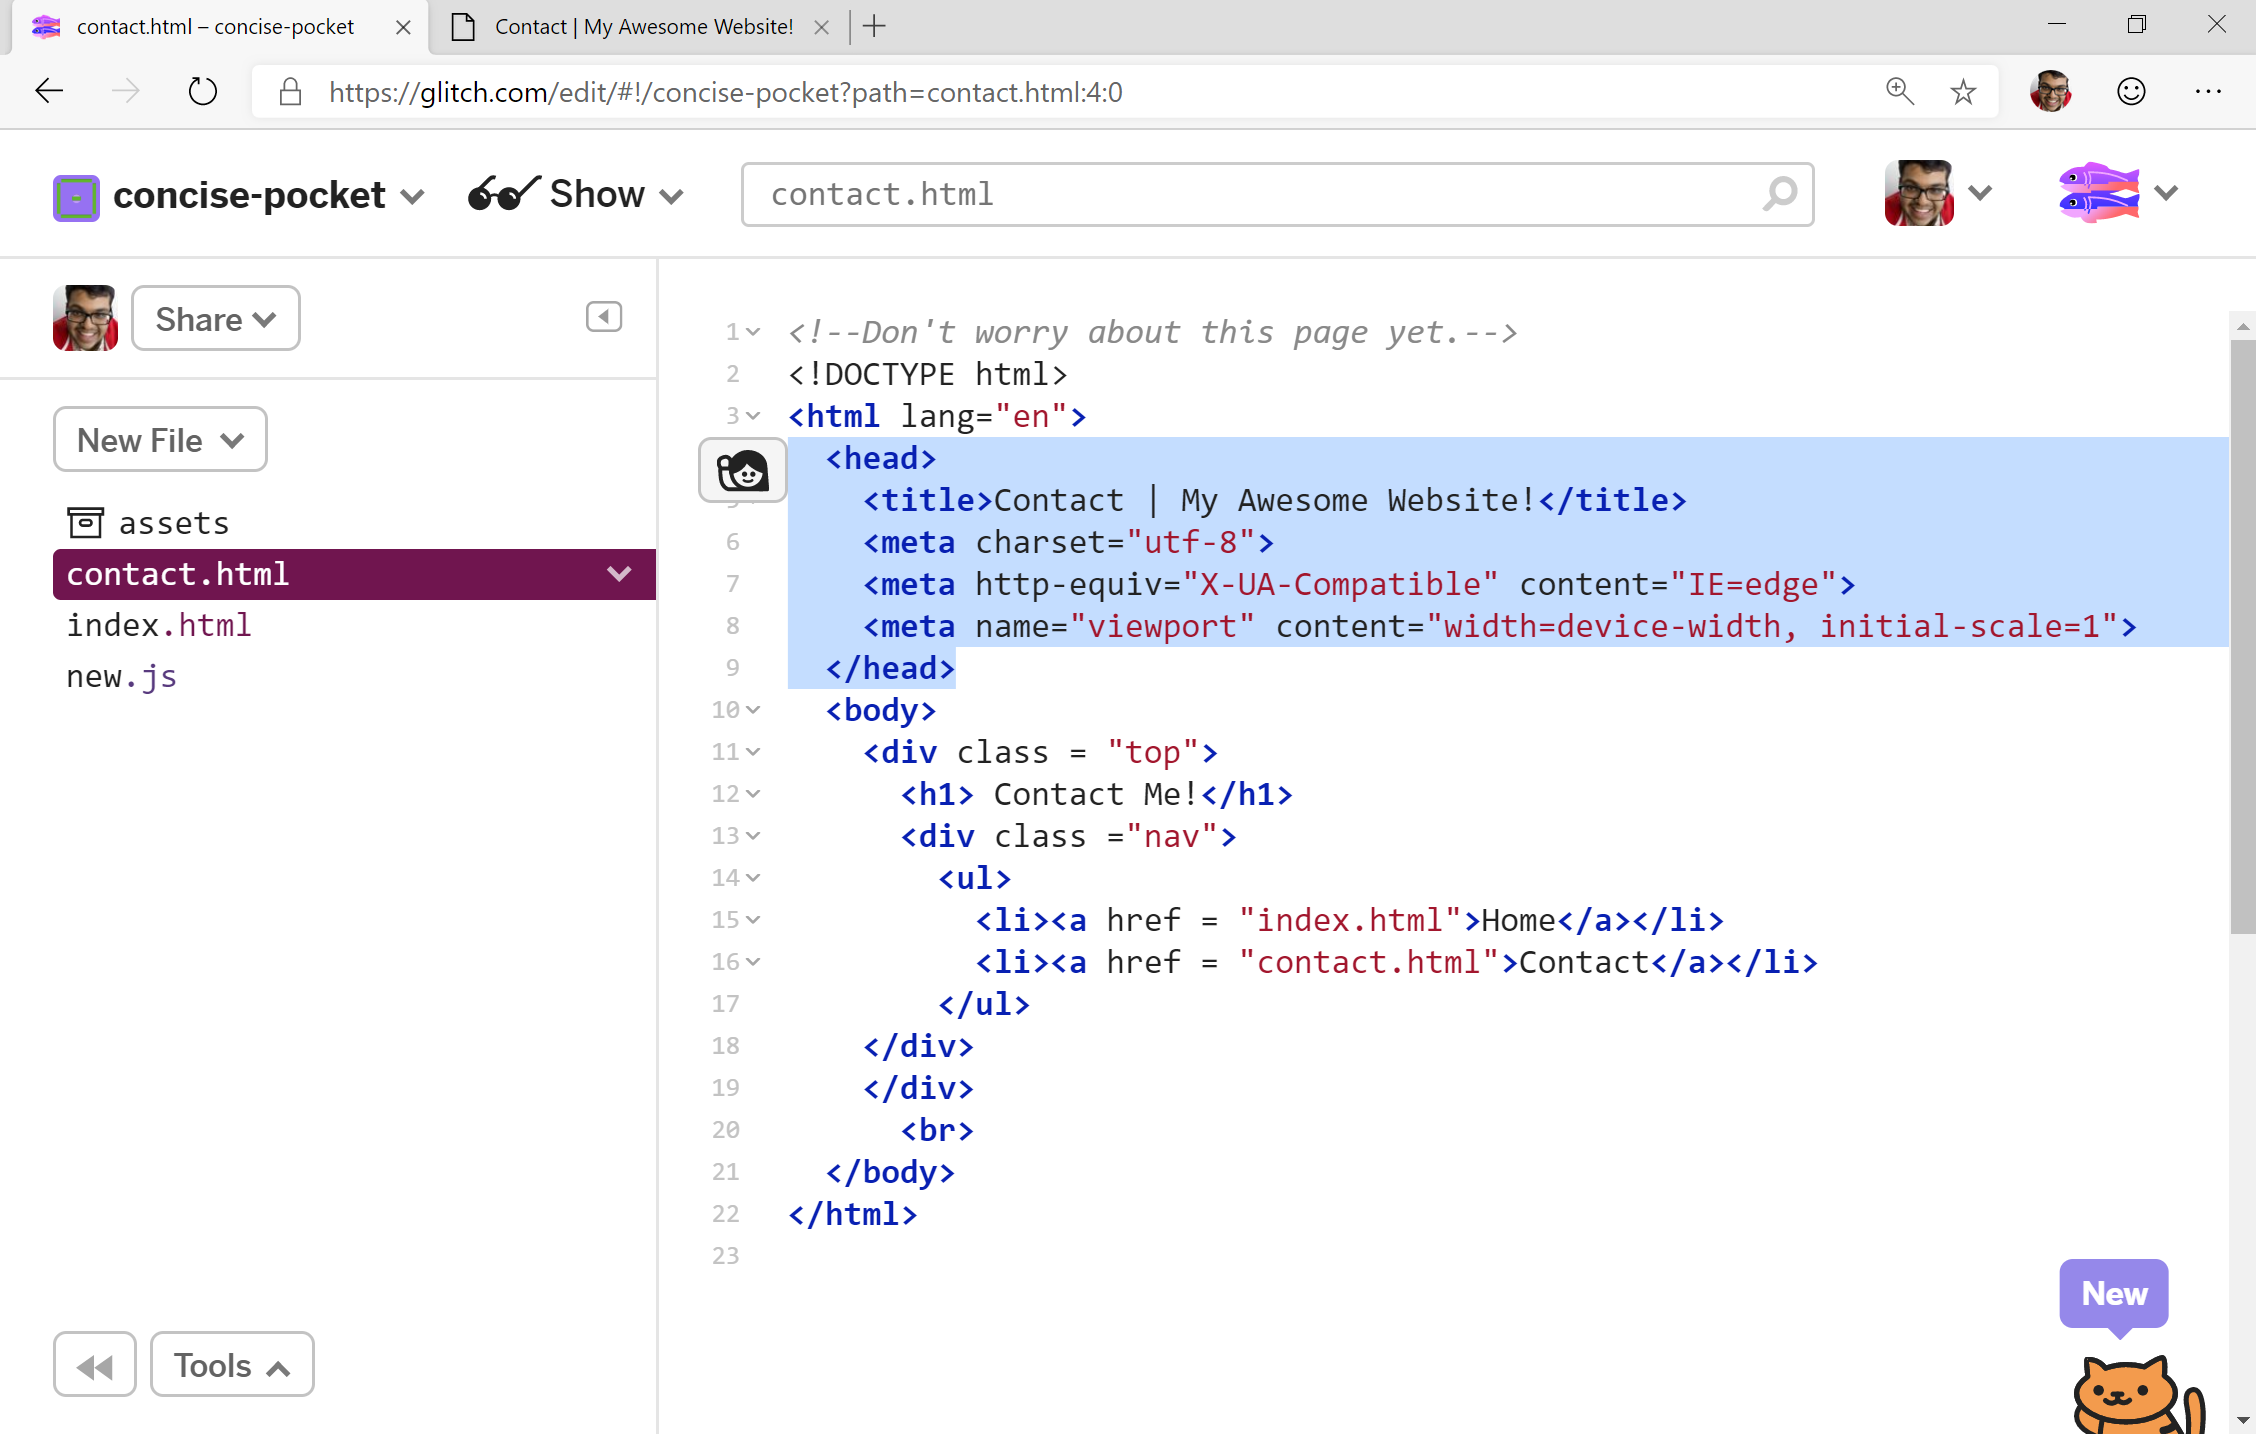 contact.html – concise-pocket
Contact | My Awesome Website!
https://glitch.com/edit/#!/concise-pocket?path=contact.html:4:0
concise-pocket
Show
contact.html
Share
New File
assets
contact.html
index.html
new.js
Tools
1 <!--Don't worry about this page yet.-->
2 <!DOCTYPE html>
3 <html lang="en">
<head>
<title>Contact | My Awesome Website!</title>
6 <meta charset="utf-8">
7 <meta http-equiv="X-UA-Compatible" content="IE=edge">
8 <meta name="viewport" content="width=device-width, initial-scale=1">
9 </head>
10 <body>
11 <div class = "top">
12 <h1> Contact Me!</h1>
13 <div class ="nav">
14 <ul>
15 <li><a href = "index.html">Home</a></li>
16 <li><a href = "contact.html">Contact</a></li>
17 </ul>
18 </div>
19 </div>
20 <br>
21 </body>
22 </html>
23
New